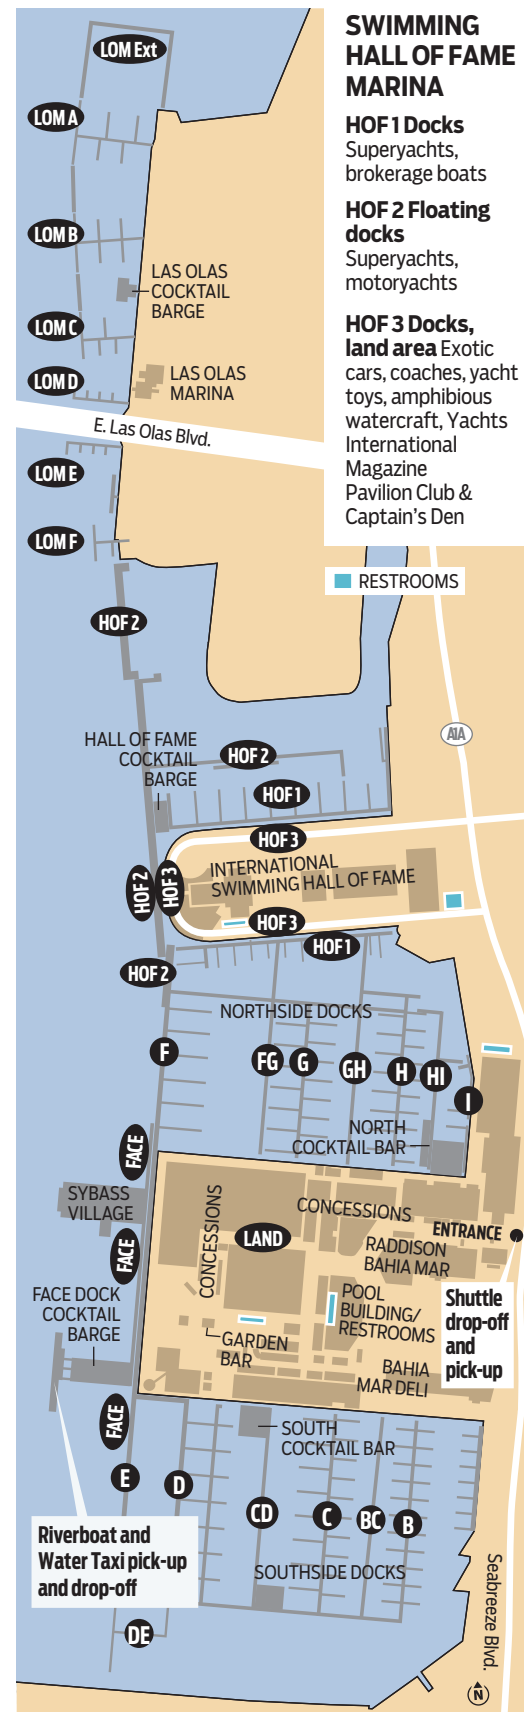 SWIMMING
HALL OF FAME
MARINA
HOF 1 Docks
Superyachts,
brokerage boats
HOF 2 Floating
docks
Superyachts,
motoryachts
HOF 3 Docks,
land area Exotic
cars, coaches, yacht
toys, amphibious
watercraft, Yachts
International
Magazine
Pavilion Club &
Captain's Den
RESTROOMS
LOM Ext
LOM A
LOM B
LAS OLAS
COCKTAIL
BARGE
LOM C
LOM D
LAS OLAS
MARINA
E. Las Olas Blvd.
LOM E
LOM F
HOF 2
A1A
HALL OF FAME
COCKTAIL
BARGE
HOF 2
HOF 1
HOF 3
HOF 2
HOF 3
INTERNATIONAL
SWIMMING HALL OF FAME
HOF 3
HOF 1
HOF 2
NORTHSIDE DOCKS
F
FG
G
GH
H
HI
I
NORTH
COCKTAIL BAR
FACE
SYBASS
VILLAGE
CONCESSIONS
CONCESSIONS
LAND
ENTRANCE
RADDISON
BAHIA MAR
FACE
FACE DOCK
COCKTAIL
BARGE
POOL
BUILDING/
RESTROOMS
Shuttle
drop-off
and
pick-up
GARDEN
BAR
BAHIA
MAR DELI
FACE
SOUTH
COCKTAIL BAR
E
D
CD
C
BC
B
Riverboat and
Water Taxi pick-up
and drop-off
SOUTHSIDE DOCKS
DE
Seabreeze Blvd.
N